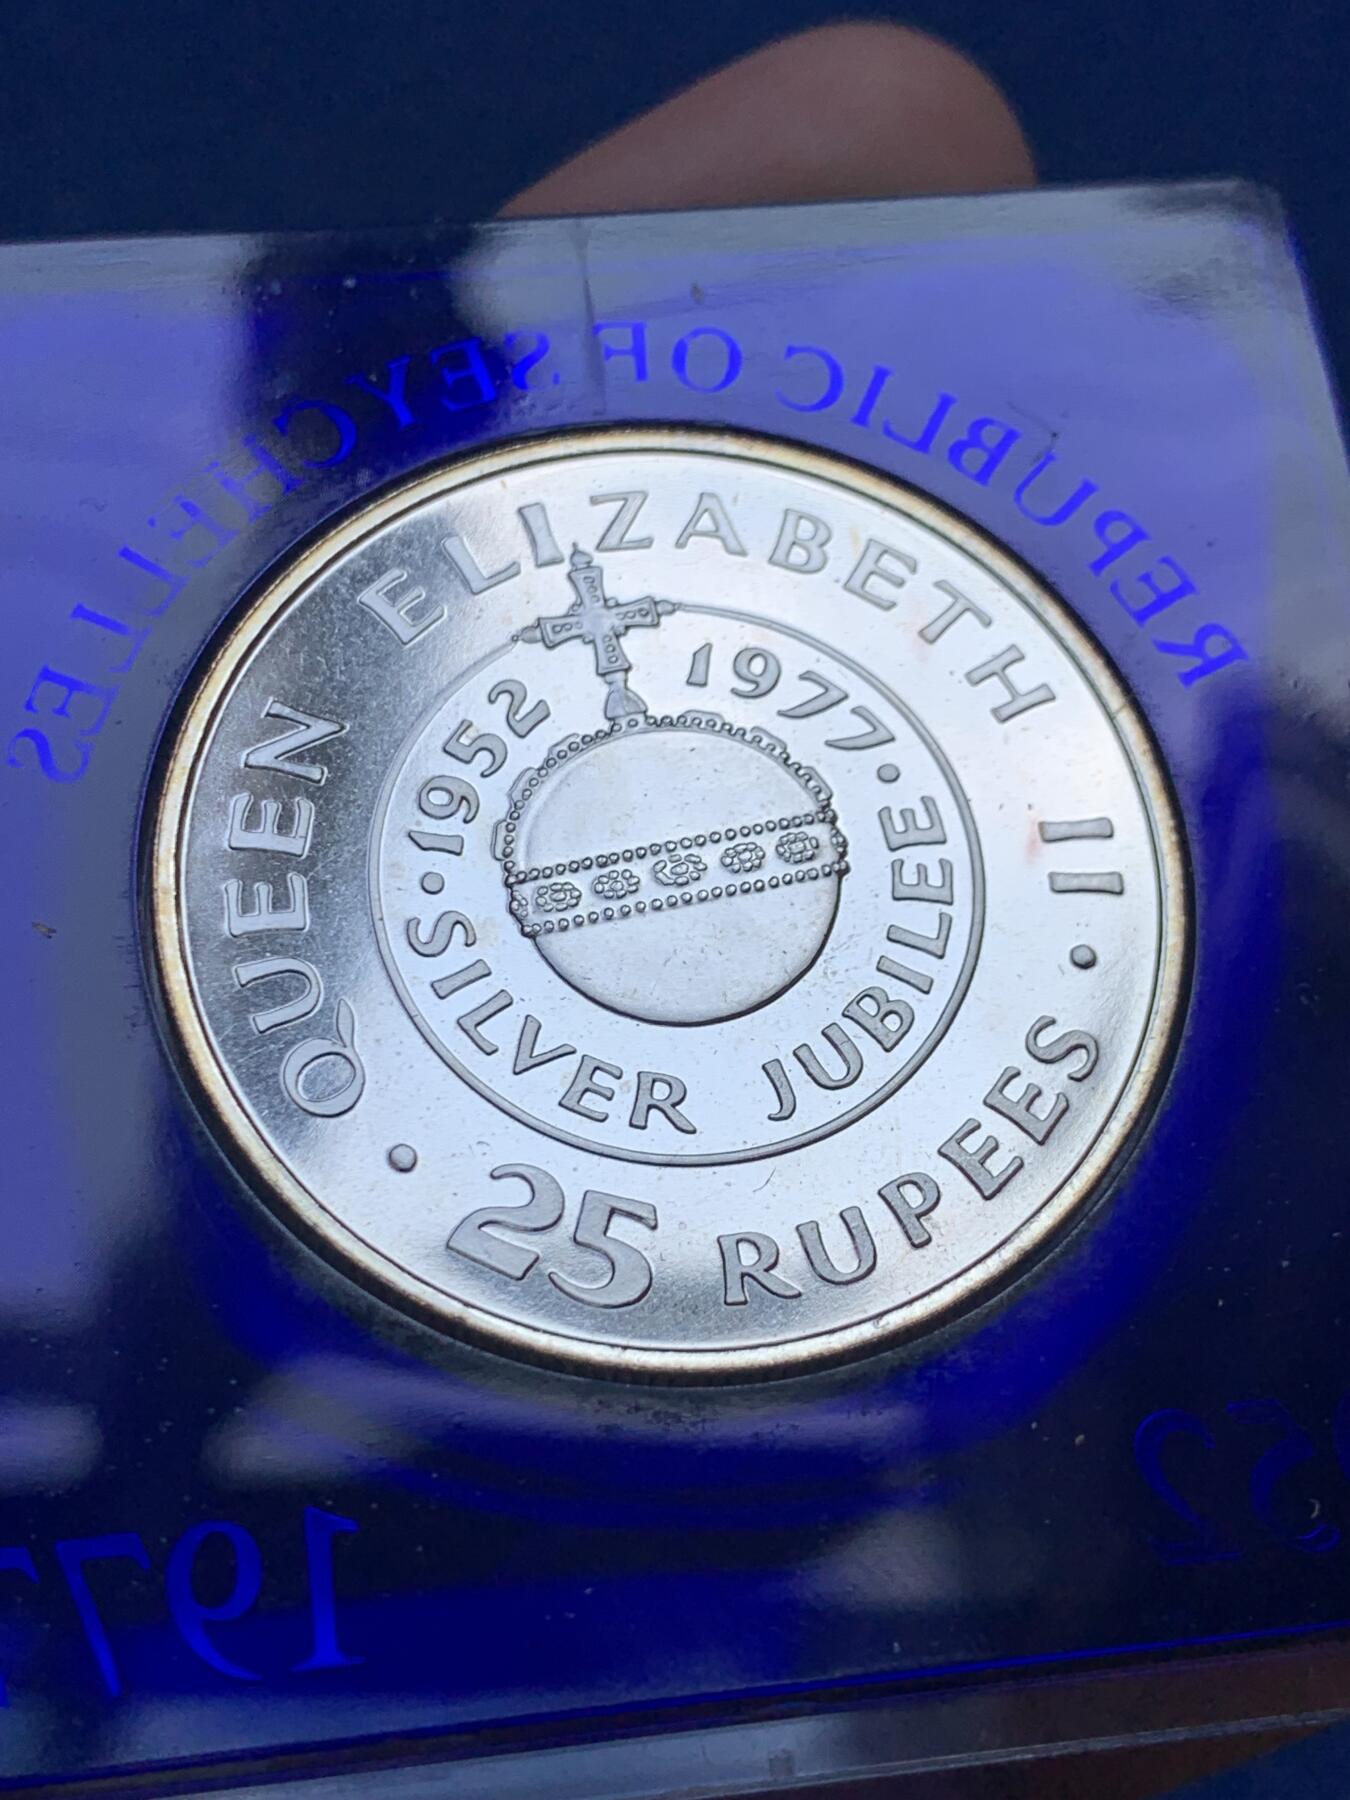 REPUBLIC OF SEYCHELLES
QUEEN ELIZABETH II
1952 1977
· SILVER JUBILEE ·
· 25 RUPEES ·